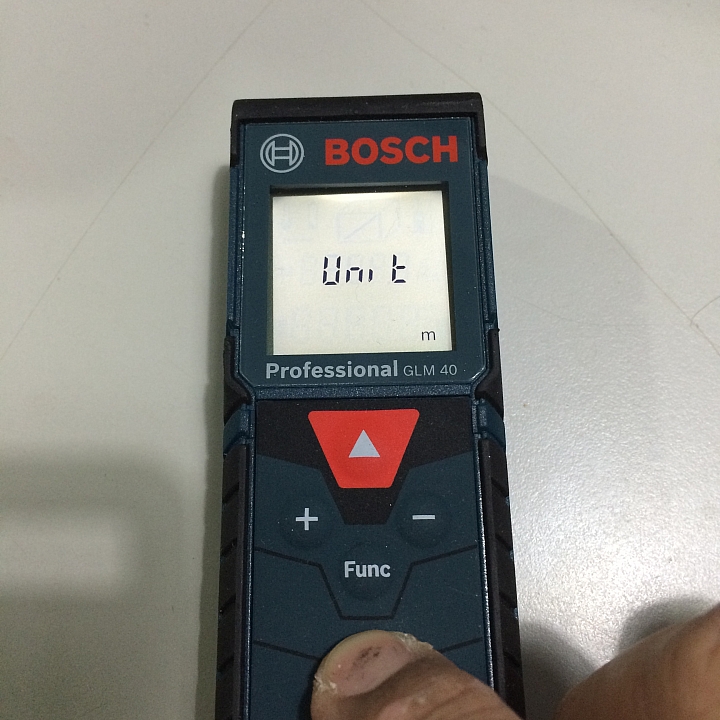 BOSCH
Unit
m
Professional GLM 40
+ −
Func